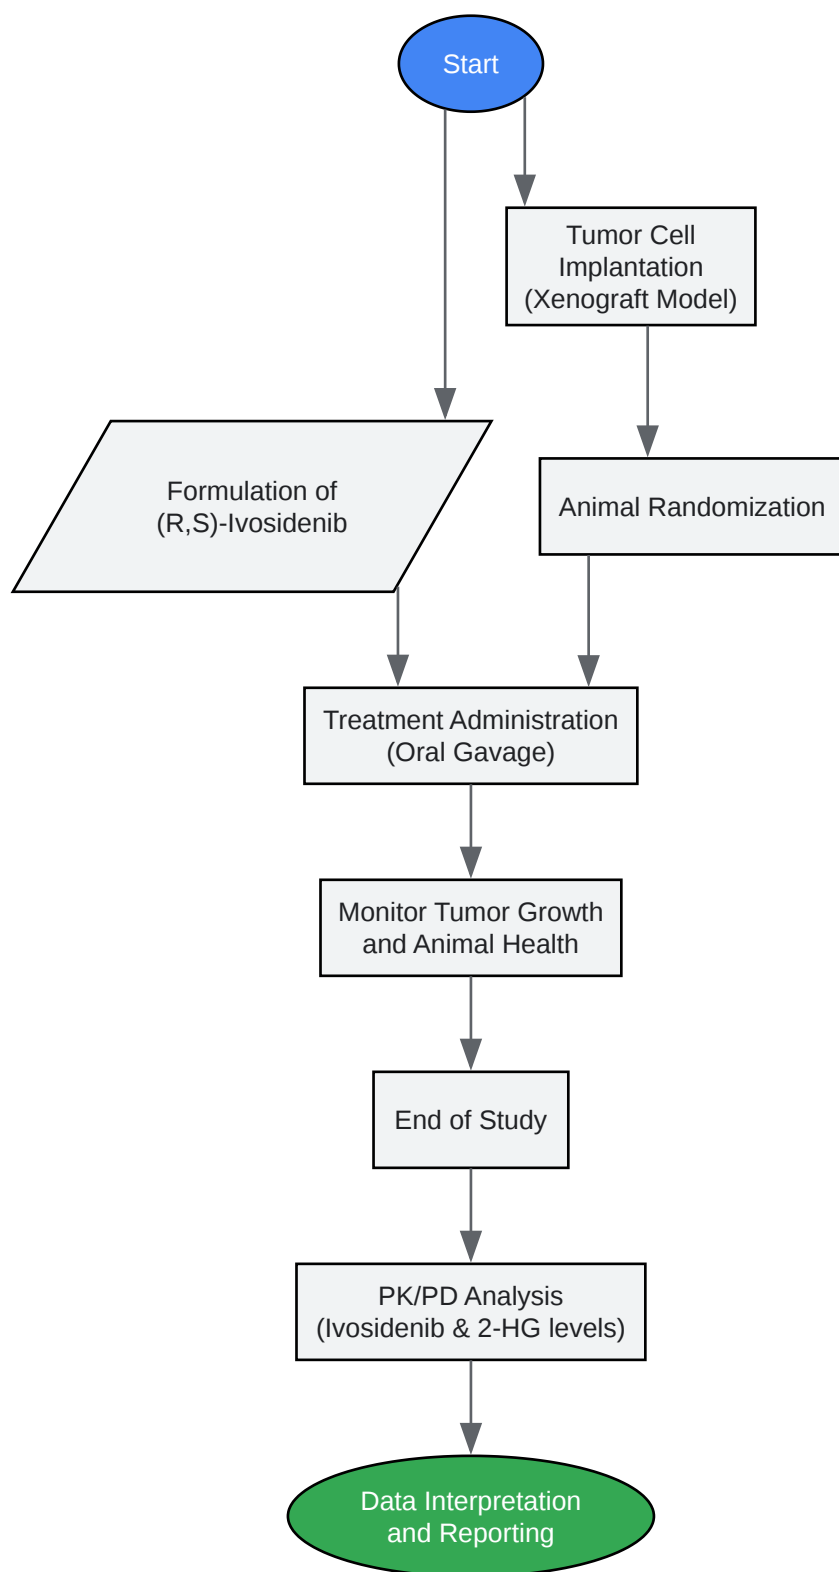 Start
Tumor Cell
Implantation
(Xenograft Model)
Formulation of
(R,S)-Ivosidenib
Animal Randomization
Treatment Administration
(Oral Gavage)
Monitor Tumor Growth
and Animal Health
End of Study
PK/PD Analysis
(Ivosidenib & 2-HG levels)
Data Interpretation
and Reporting